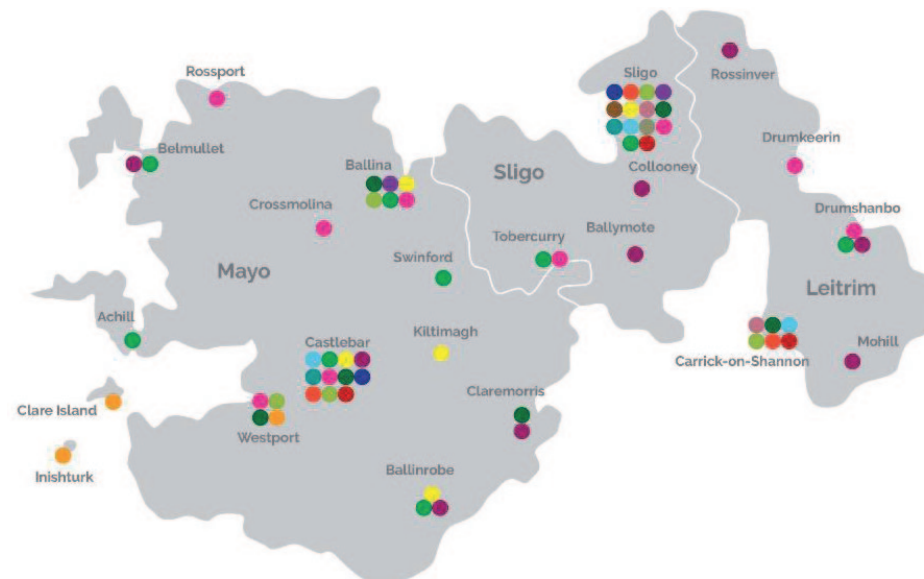 Rossport
Sligo
Rossinver
Belmullet
Drumkeerin
Ballina
Sligo
Collooney
Crossmolina
Drumshanbo
Tobercurry
Ballymote
Swinford
Mayo
Leitrim
Achill
Castlebar
Kiltimagh
Carrick-on-Shannon
Mohill
Claremorris
Clare Island
Westport
Ballinrobe
Inishturk